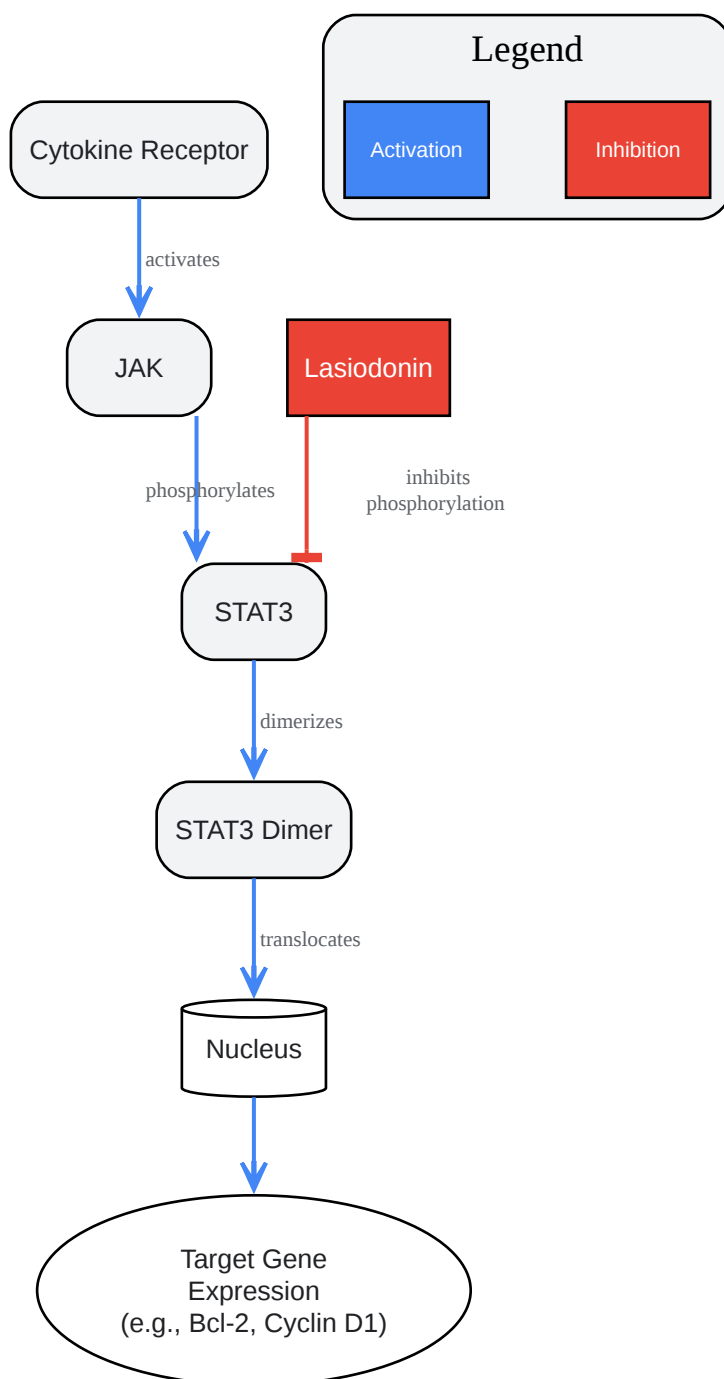 Legend
Activation
Inhibition
Cytokine Receptor
activates
JAK
Lasiodonin
phosphorylates
inhibits
phosphorylation
STAT3
dimerizes
STAT3 Dimer
translocates
Nucleus
Target Gene
Expression
(e.g., Bcl-2, Cyclin D1)